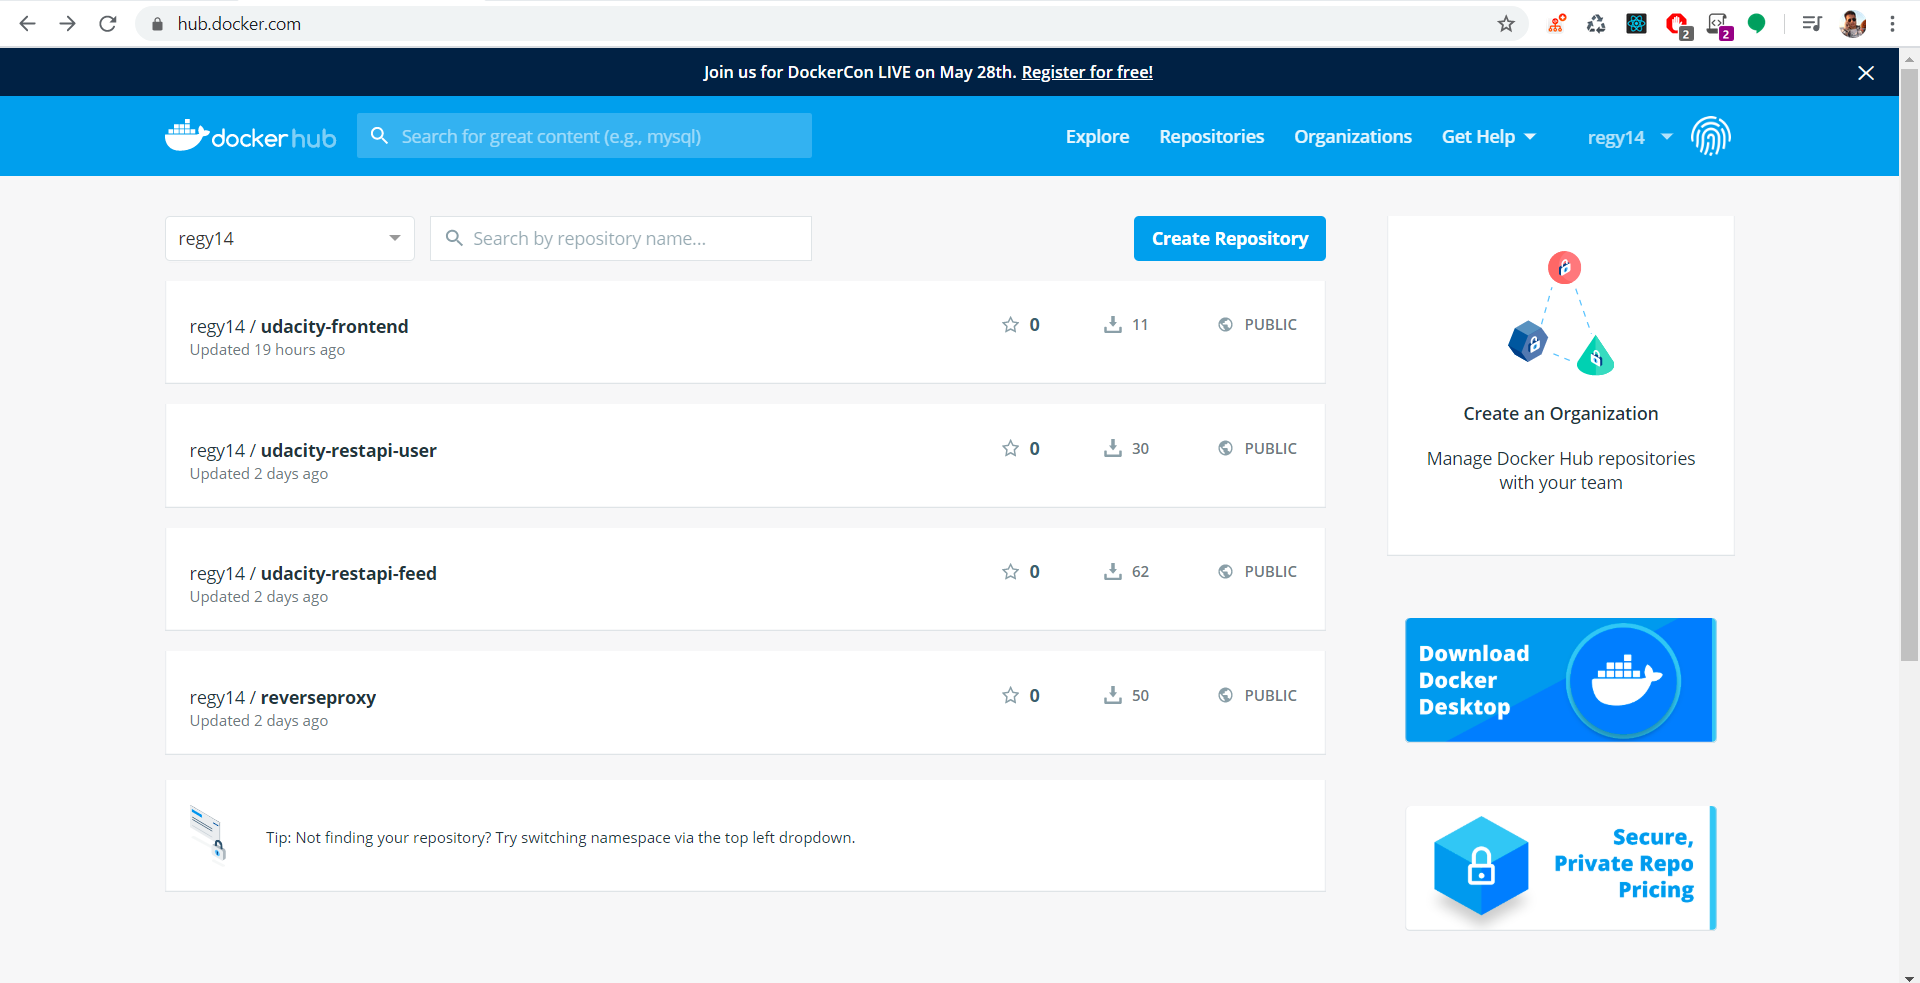 hub.docker.com
2
2
Join us for DockerCon LIVE on May 28th. Register for free!
docker hub
Search for great content (e.g., mysql)
Explore
Repositories
Organizations
Get Help
regy14
regy14
Search by repository name...
Create Repository
regy14 / udacity-frontend
Updated 19 hours ago
0
11
PUBLIC
regy14 / udacity-restapi-user
Updated 2 days ago
0
30
PUBLIC
regy14 / udacity-restapi-feed
Updated 2 days ago
0
62
PUBLIC
regy14 / reverseproxy
Updated 2 days ago
0
50
PUBLIC
Tip: Not finding your repository? Try switching namespace via the top left dropdown.
Create an Organization
Manage Docker Hub repositories
with your team
Download
Docker
Desktop
Secure,
Private Repo
Pricing